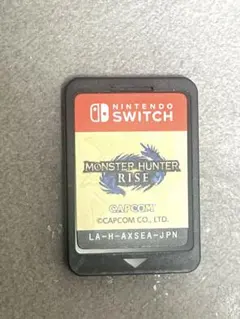 NINTENDO
SWITCH
MONSTER HUNTER
RISE
CAPCOM
©CAPCOM CO., LTD.
LA-H-AXSEA-JPN